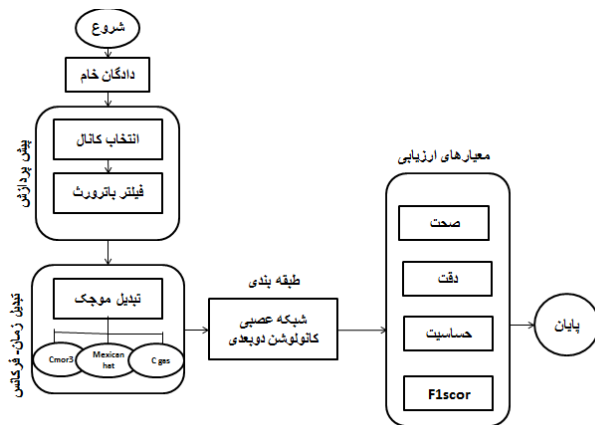 شروع
دادگان خام
پیش پردازش
انتخاب کانال
فیلتر باترورث
تبدیل زمان- فرکانس
تبدیل موجک
Cmor3
Mexican
hat
C gas
طبقه بندی
شبکه عصبی
کانولوشن دوبعدی
معیارهای ارزیابی
صحت
دقت
حساسیت
F1scor
پایان